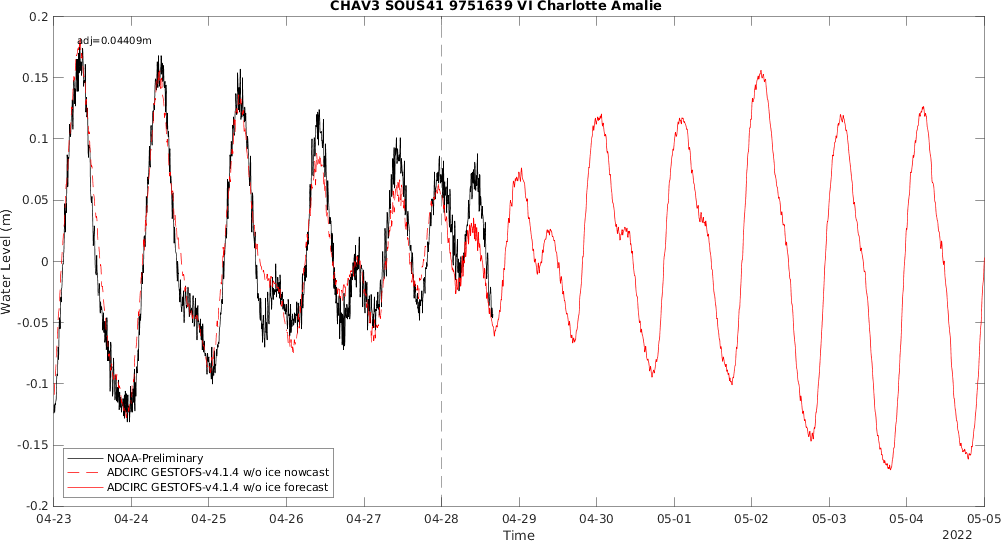 CHAV3 SOUS41 9751639 VI Charlotte Amalie
adj=0.04409m
0.2
0.15
0.1
0.05
0
-0.05
-0.1
-0.15
-0.2
Water Level (m)
NOAA-Preliminary
ADCIRC GESTOFS-v4.1.4 w/o ice nowcast
ADCIRC GESTOFS-v4.1.4 w/o ice forecast
04-23 04-24 04-25 04-26 04-27 04-28 04-29 04-30 05-01 05-02 05-03 05-04 05-05
Time
2022